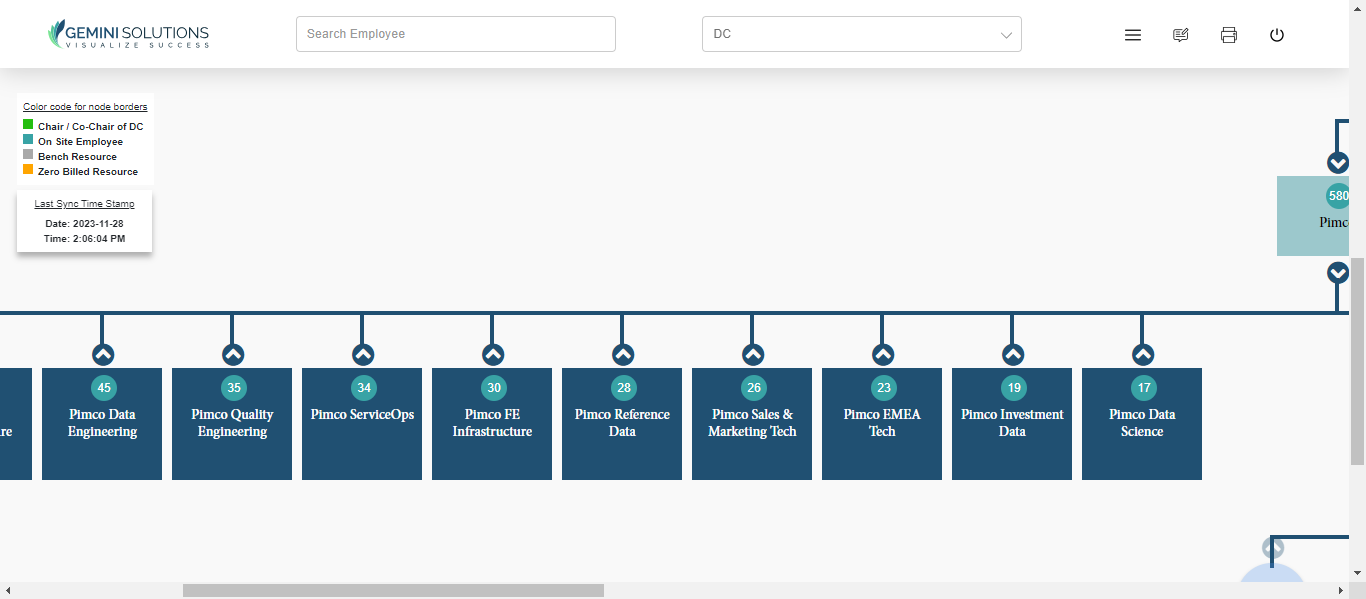 GEMINI SOLUTIONS
VISUALIZE SUCCESS
Search Employee
DC
Color code for node borders
Chair / Co-Chair of DC
On Site Employee
Bench Resource
Zero Billed Resource
Last Sync Time Stamp
Date: 2023-11-28
Time: 2:06:04 PM
580
Pimc
re
45
Pimco Data
Engineering
35
Pimco Quality
Engineering
34
Pimco ServiceOps
30
Pimco FE
Infrastructure
28
Pimco Reference
Data
26
Pimco Sales &
Marketing Tech
23
Pimco EMEA
Tech
19
Pimco Investment
Data
17
Pimco Data
Science